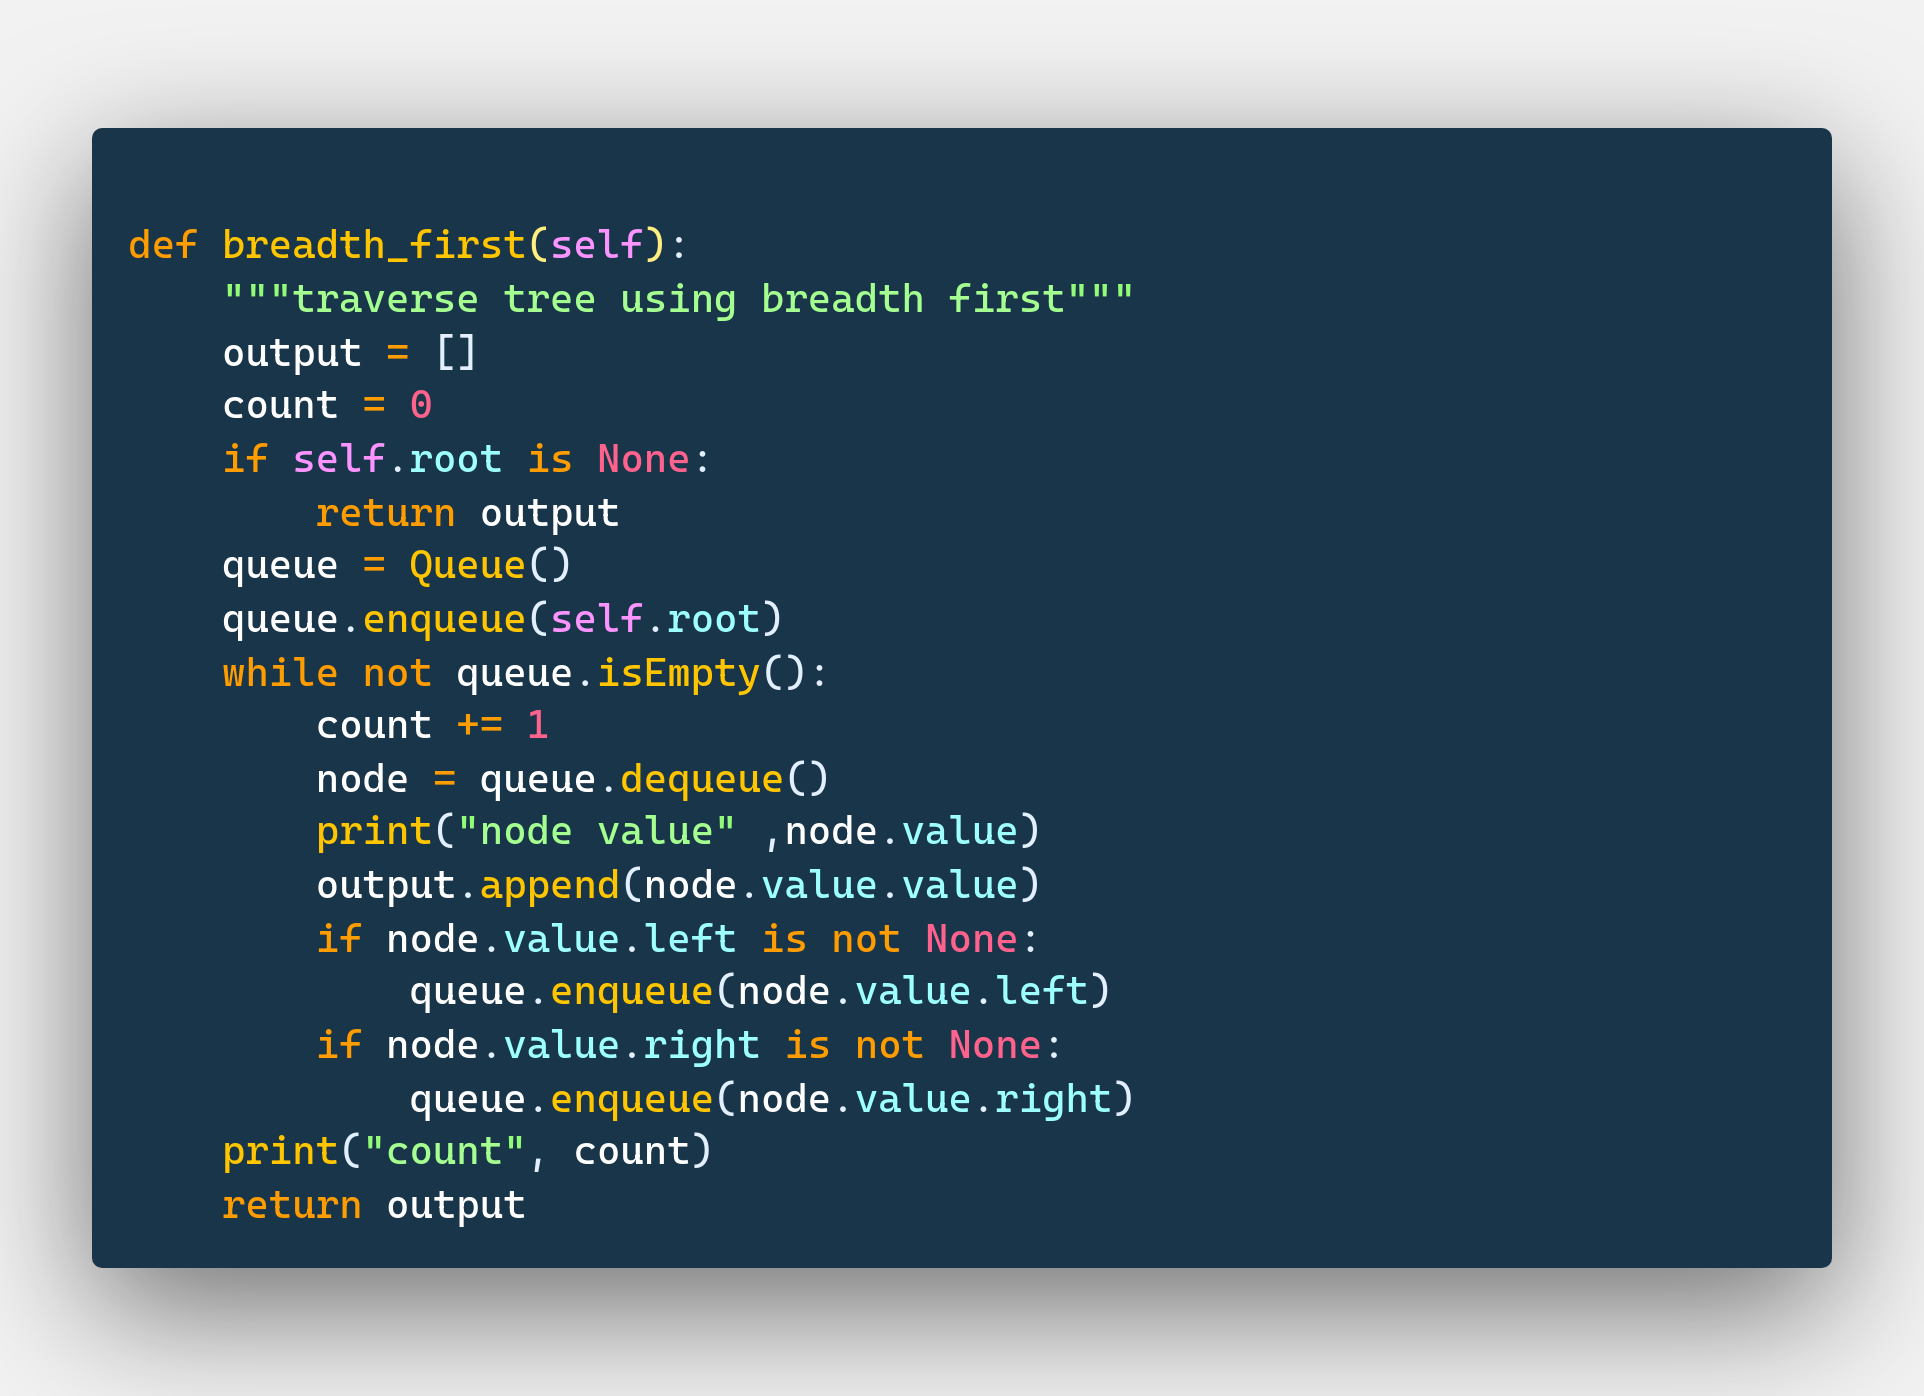 def breadth_first(self):
    """traverse tree using breadth first"""
    output = []
    count = 0
    if self.root is None:
        return output
    queue = Queue()
    queue.enqueue(self.root)
    while not queue.isEmpty():
        count += 1
        node = queue.dequeue()
        print("node value" ,node.value)
        output.append(node.value.value)
        if node.value.left is not None:
            queue.enqueue(node.value.left)
        if node.value.right is not None:
            queue.enqueue(node.value.right)
    print("count", count)
    return output